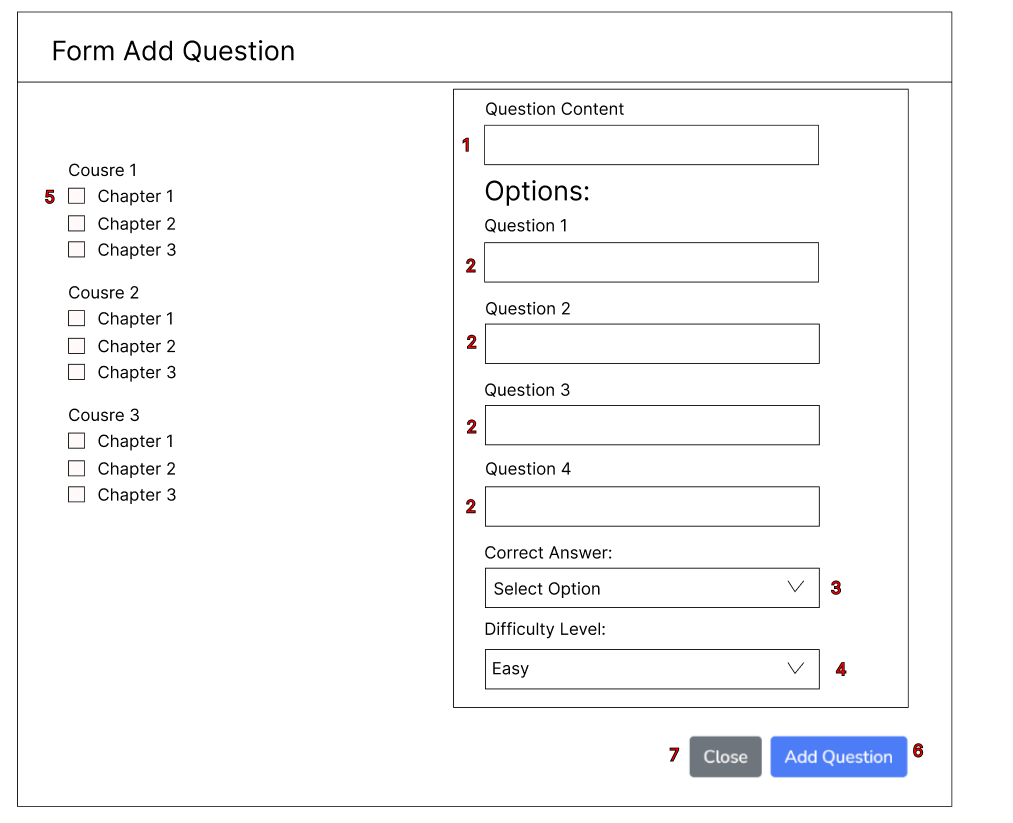 Form Add Question
Cousre 1
5 Chapter 1
Chapter 2
Chapter 3
Cousre 2
Chapter 1
Chapter 2
Chapter 3
Cousre 3
Chapter 1
Chapter 2
Chapter 3
Question Content
1
Options:
Question 1
2
Question 2
2
Question 3
2
Question 4
2
Correct Answer:
Select Option 3
Difficulty Level:
Easy 4
7 Close Add Question 6